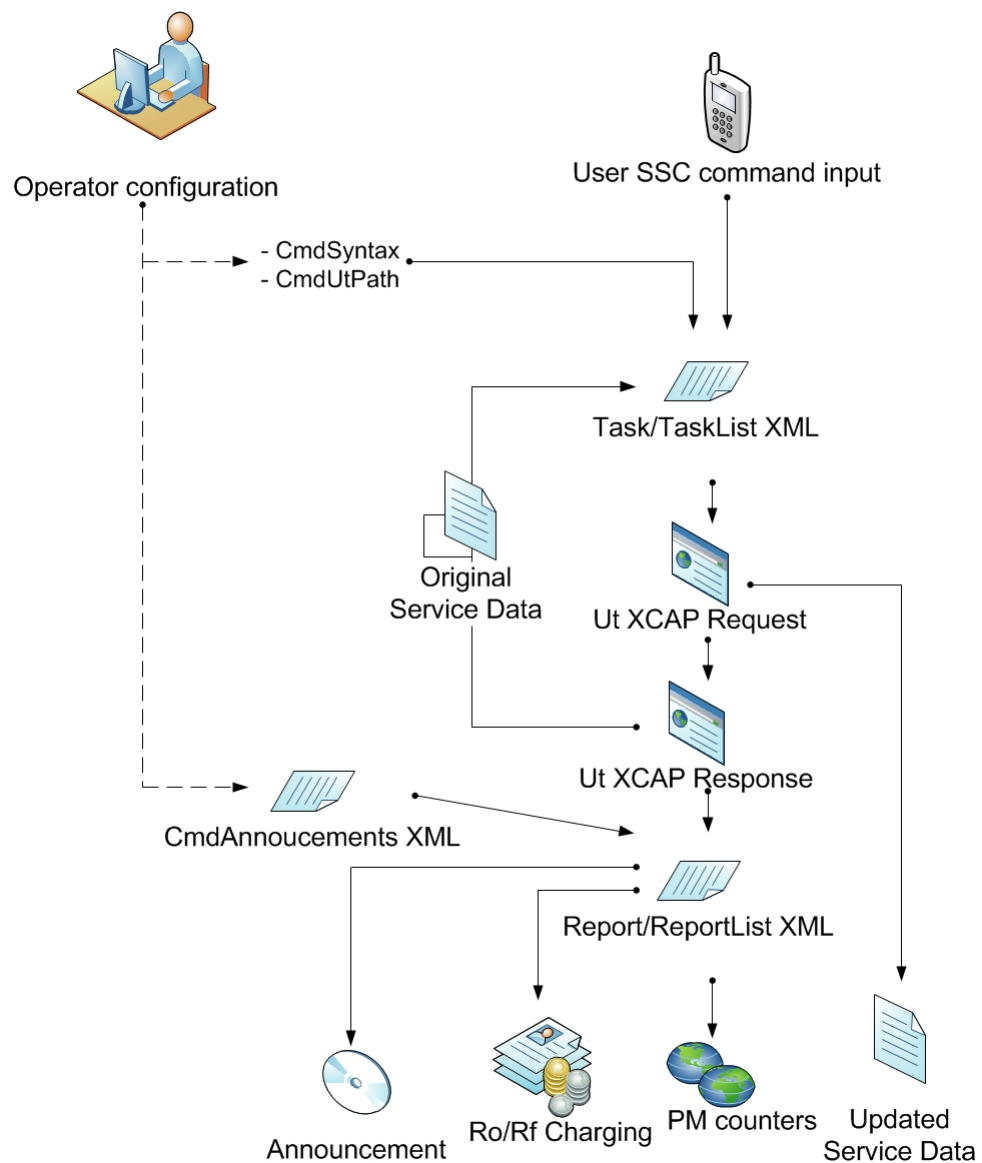 Operator configuration
User SSC command input
- CmdSyntax
- CmdUtPath
Task/TaskList XML
Original
Service Data
Ut XCAP Request
Ut XCAP Response
CmdAnnoucements XML
Report/ReportList XML
Announcement
Ro/Rf Charging
PM counters
Updated
Service Data